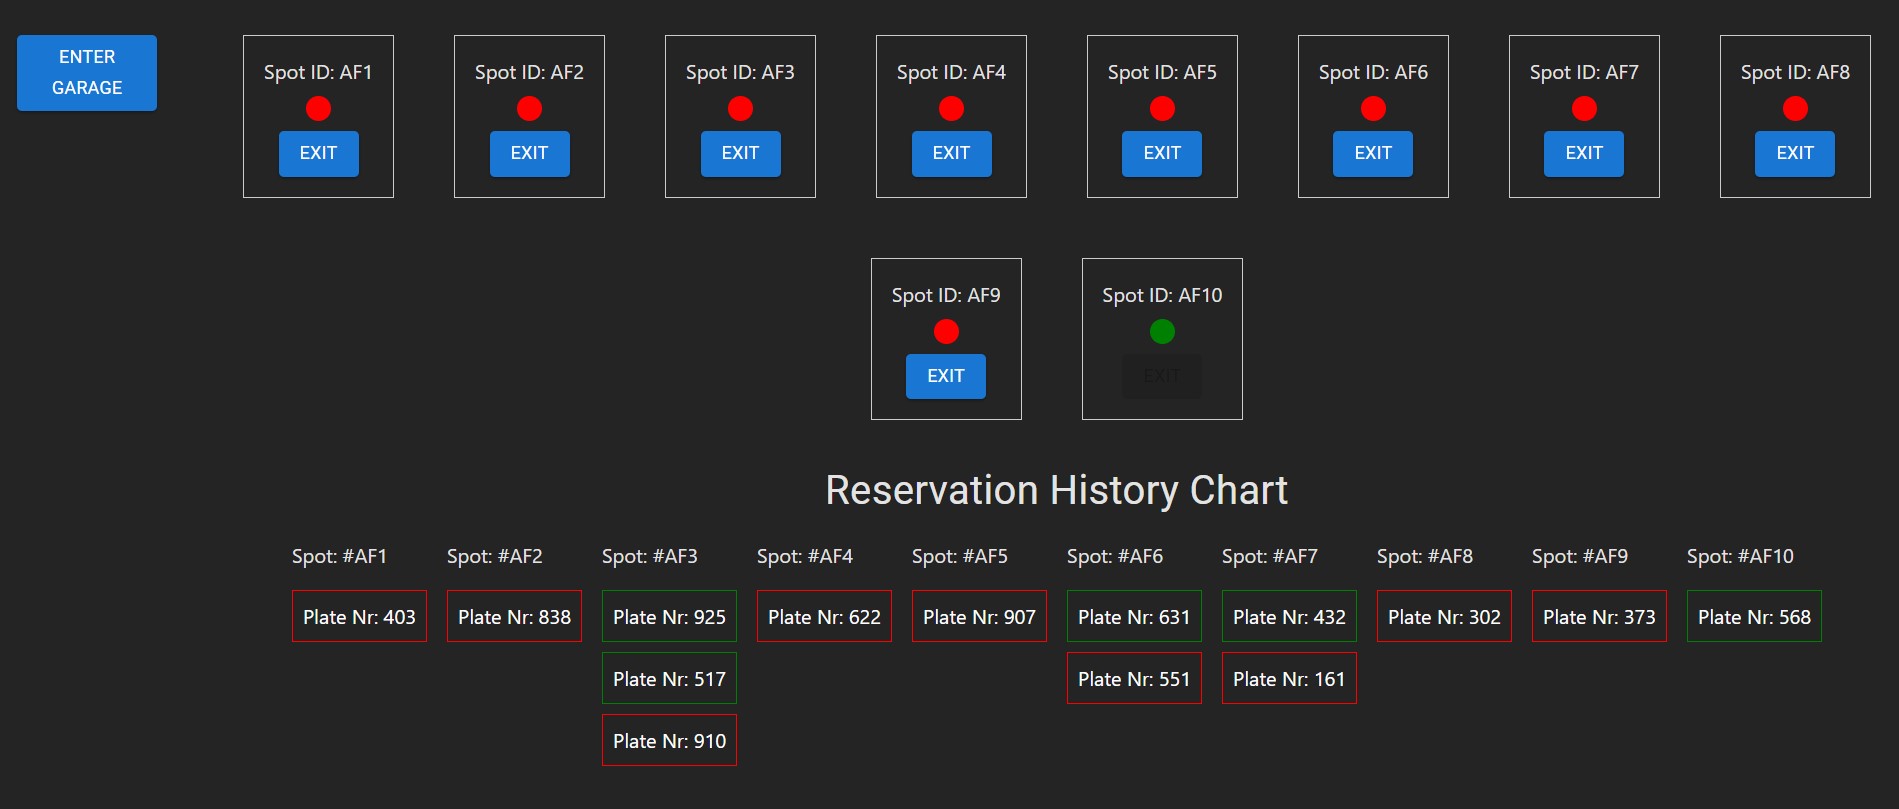 ENTER
GARAGE
Spot ID: AF1
Spot ID: AF2
Spot ID: AF3
Spot ID: AF4
Spot ID: AF5
Spot ID: AF6
Spot ID: AF7
Spot ID: AF8
EXIT
EXIT
EXIT
EXIT
EXIT
EXIT
EXIT
EXIT
Spot ID: AF9
Spot ID: AF10
EXIT
EXIT
Reservation History Chart
Spot: #AF1
Spot: #AF2
Spot: #AF3
Spot: #AF4
Spot: #AF5
Spot: #AF6
Spot: #AF7
Spot: #AF8
Spot: #AF9
Spot: #AF10
Plate Nr: 403
Plate Nr: 838
Plate Nr: 925
Plate Nr: 622
Plate Nr: 907
Plate Nr: 631
Plate Nr: 432
Plate Nr: 302
Plate Nr: 373
Plate Nr: 568
Plate Nr: 517
Plate Nr: 551
Plate Nr: 161
Plate Nr: 910